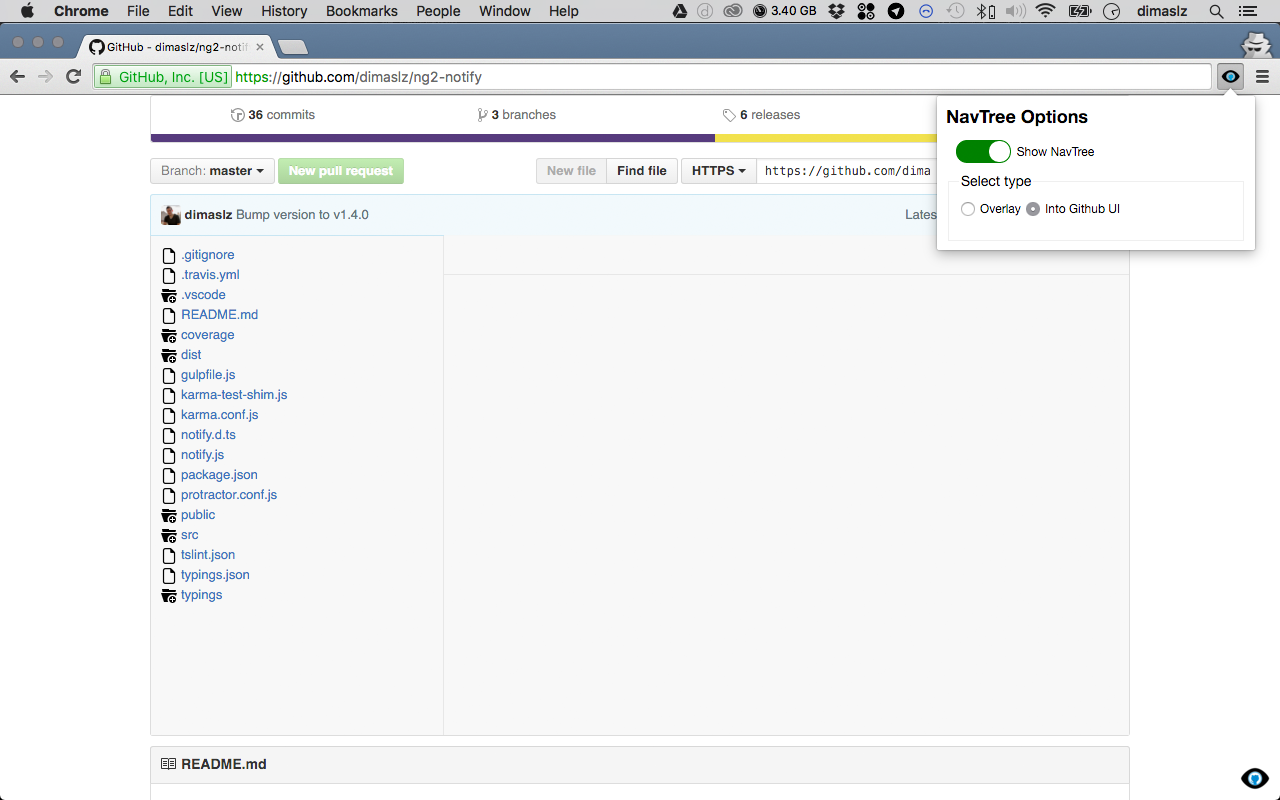 Chrome File Edit View History Bookmarks People Window Help 3.40 GB dimaslz
GitHub - dimaslz/ng2-notif
GitHub, Inc. [US] https://github.com/dimaslz/ng2-notify
36 commits 3 branches 6 releases
NavTree Options
Show NavTree
Select type
Overlay Into Github UI
Branch: master New pull request New file Find file HTTPS https://github.com/dima
dimaslz Bump version to v1.4.0 Lates
.gitignore
.travis.yml
.vscode
README.md
coverage
dist
gulpfile.js
karma-test-shim.js
karma.conf.js
notify.d.ts
notify.js
package.json
protractor.conf.js
public
src
tslint.json
typings.json
typings
README.md